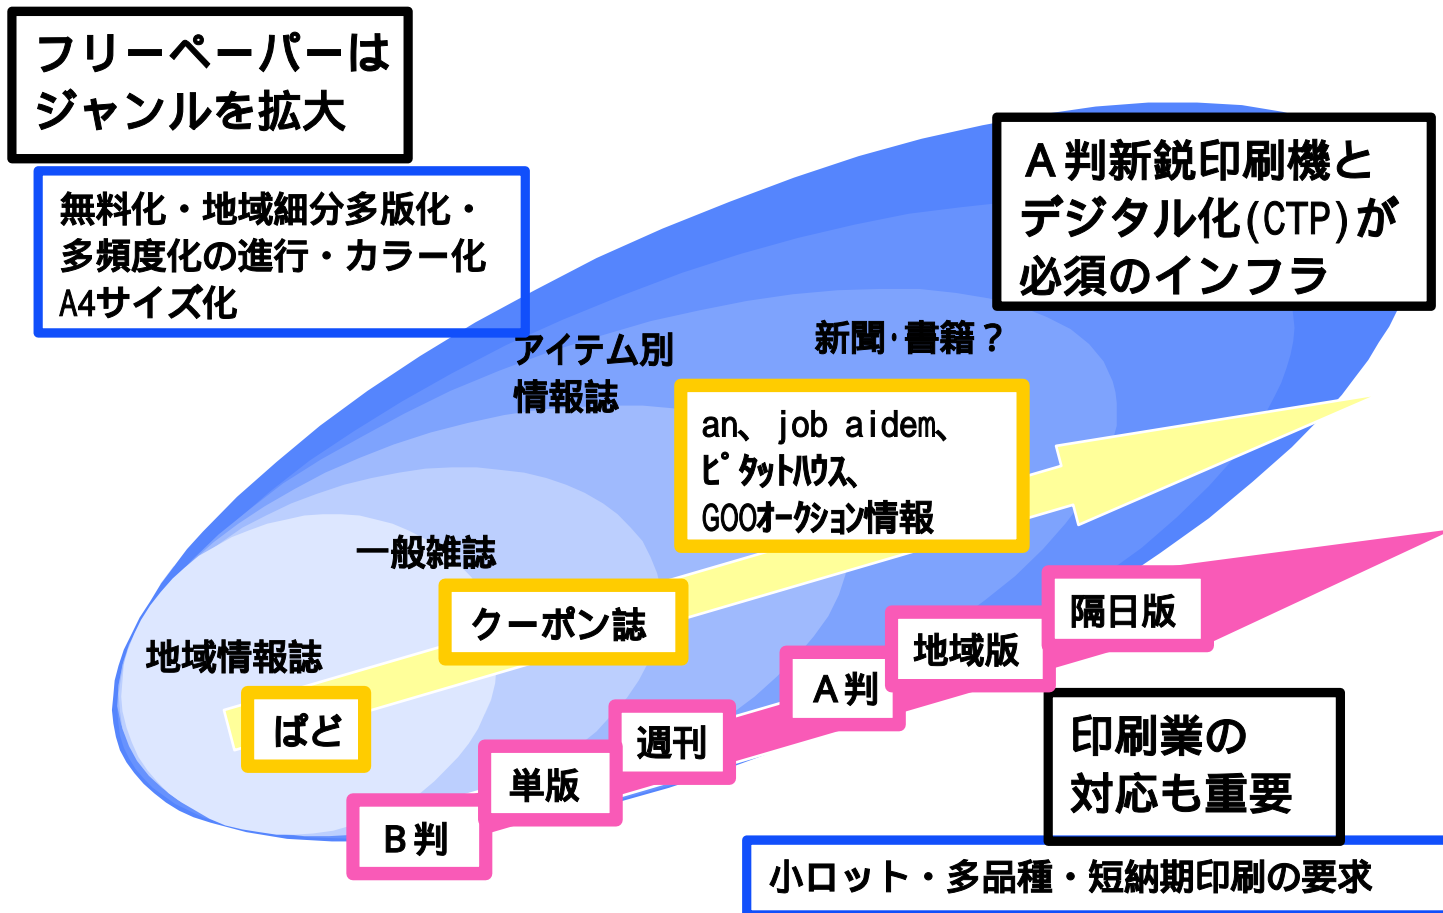 フリーペーパーは
ジャンルを拡大
無料化・地域細分多版化・
多頻度化の進行・カラー化
A4サイズ化
A判新鋭印刷機と
デジタル化(CTP)が
必須のインフラ
アイテム別
情報誌
新聞・書籍？
an、job aidem、
ﾋﾟﾀｯﾄﾊｳｽ、
GOOｵｰｸｼｮﾝ情報
一般雑誌
クーポン誌
地域情報誌
ぱど
隔日版
地域版
A判
週刊
単版
B判
印刷業の
対応も重要
小ロット・多品種・短納期印刷の要求